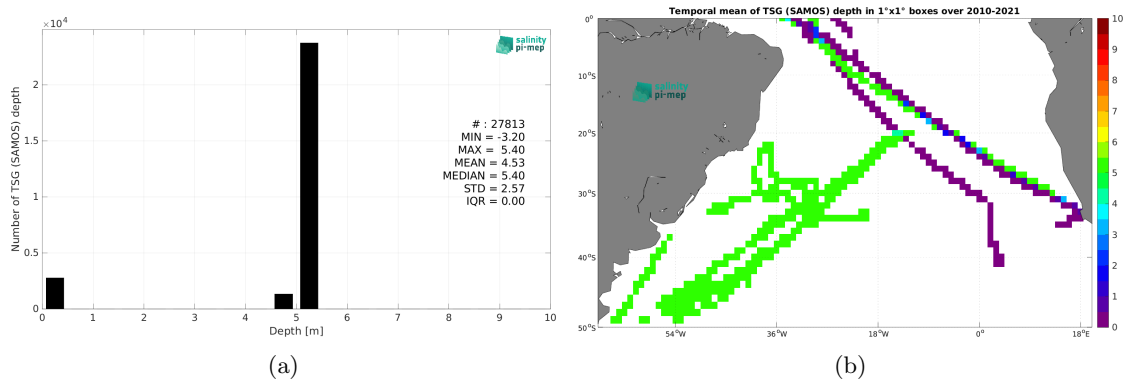 ×10^4
2
1.5
1
0.5
0
0 1 2 3 4 5 6 7 8 9 10
Number of TSG (SAMOS) depth
Depth [m]
salinity
pi-mep
# : 27813
MIN = -3.20
MAX = 5.40
MEAN = 4.53
MEDIAN = 5.40
STD = 2.57
IQR = 0.00
(a)
Temporal mean of TSG (SAMOS) depth in 1°x1° boxes over 2010-2021
0°
10°S
20°S
30°S
40°S
50°S
54°W 36°W 18°W 0° 18°E
salinity
pi-mep
10
9
8
7
6
5
4
3
2
1
0
(b)